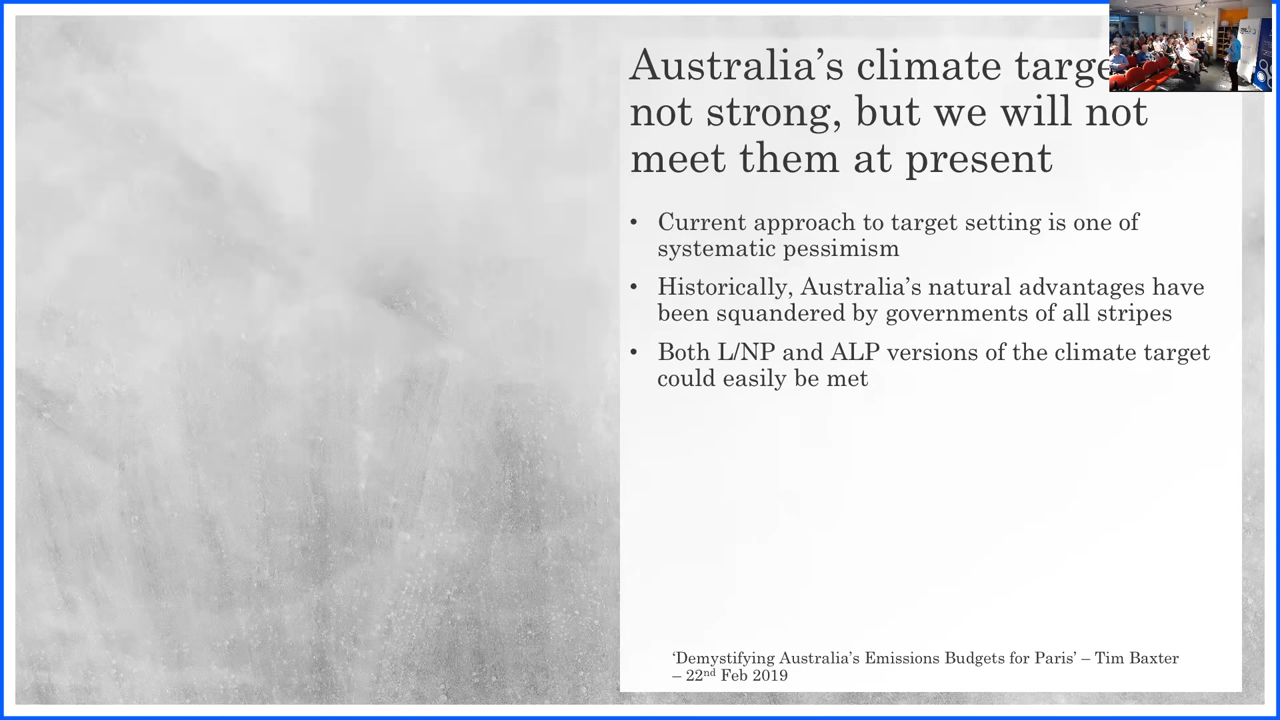 Australia’s climate
not strong, but we will not
meet them at present
• Current approach to target setting is one of
systematic pessimism
• Historically, Australia’s natural advantages have
been squandered by governments of all stripes
• Both L/NP and ALP versions of the climate target
could easily be met
‘Demystifying Australia’s Emissions Budgets for Paris’ – Tim Baxter
– 22nd Feb 2019